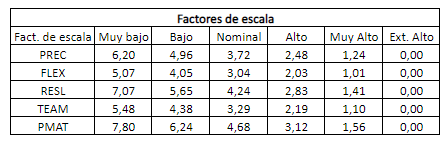 Factores de escala
Fact. de escala Muy bajo Bajo Nominal Alto Muy Alto Ext. Alto
PREC 6,20 4,96 3,72 2,48 1,24 0,00
FLEX 5,07 4,05 3,04 2,03 1,01 0,00
RESL 7,07 5,65 4,24 2,83 1,41 0,00
TEAM 5,48 4,38 3,29 2,19 1,10 0,00
PMAT 7,80 6,24 4,68 3,12 1,56 0,00